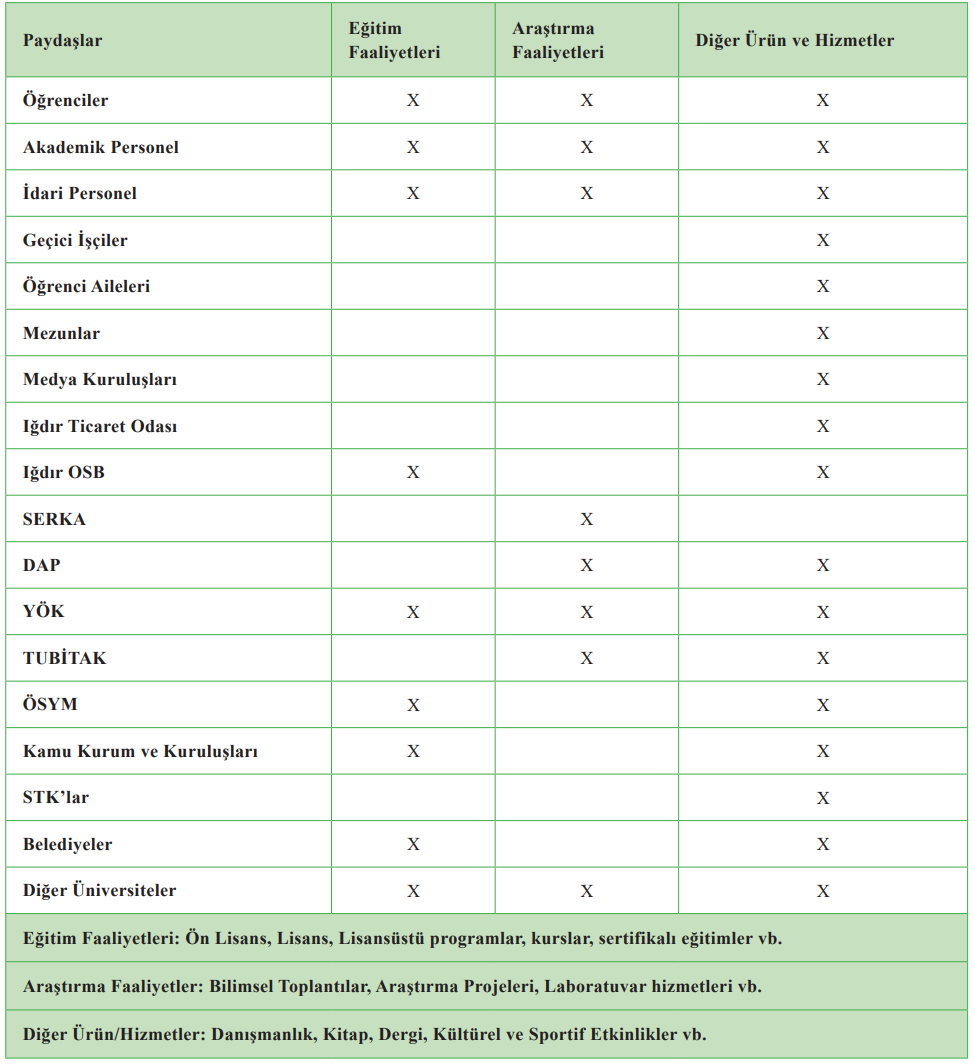 Paydaşlar Eğitim Faaliyetleri Araştırma Faaliyetleri Diğer Ürün ve Hizmetler
Öğrenciler X X X
Akademik Personel X X X
İdari Personel X X X
Geçici İşçiler X
Öğrenci Aileleri X
Mezunlar X
Medya Kuruluşları X
Iğdır Ticaret Odası X
Iğdır OSB X X
SERKA X
DAP X X
YÖK X X X
TUBİTAK X X
ÖSYM X X
Kamu Kurum ve Kuruluşları X X
STK’lar X
Belediyeler X X
Diğer Üniversiteler X X X
Eğitim Faaliyetleri: Ön Lisans, Lisans, Lisansüstü programlar, kurslar, sertifikalı eğitimler vb.
Araştırma Faaliyetler: Bilimsel Toplantılar, Araştırma Projeleri, Laboratuvar hizmetleri vb.
Diğer Ürün/Hizmetler: Danışmanlık, Kitap, Dergi, Kültürel ve Sportif Etkinlikler vb.